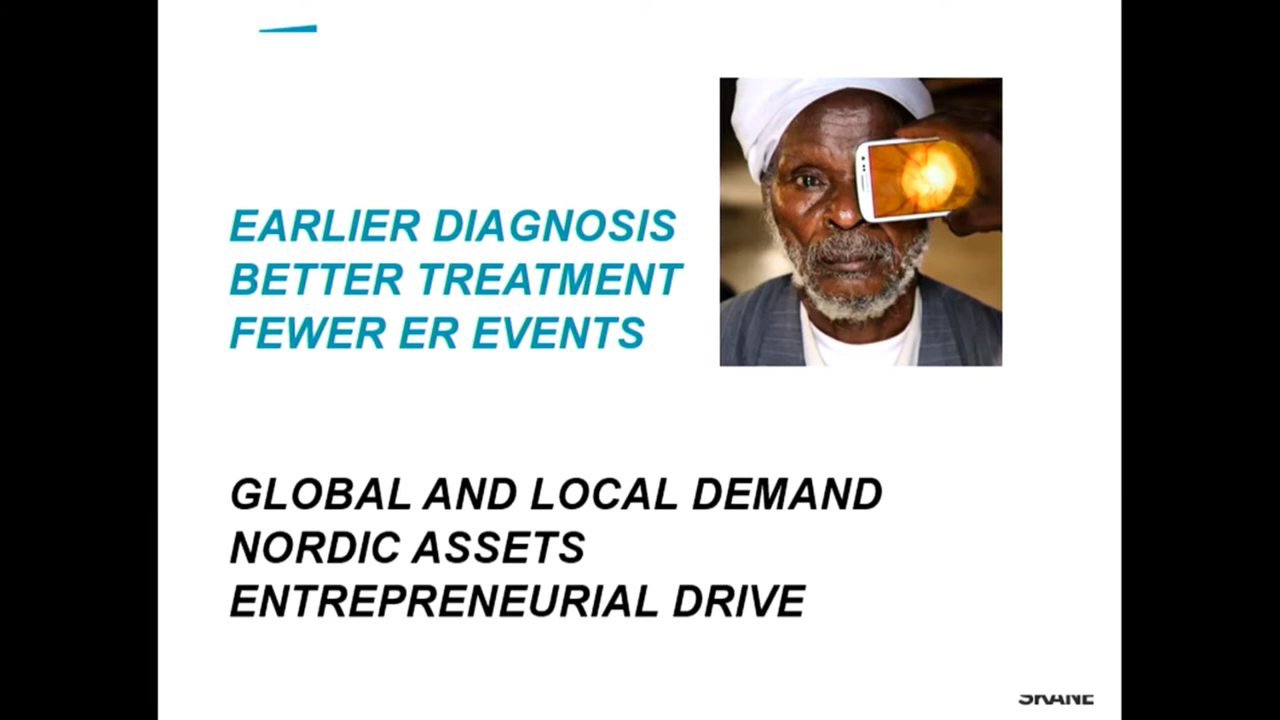 EARLIER DIAGNOSIS
BETTER TREATMENT
FEWER ER EVENTS
GLOBAL AND LOCAL DEMAND
NORDIC ASSETS
ENTREPRENEURIAL DRIVE